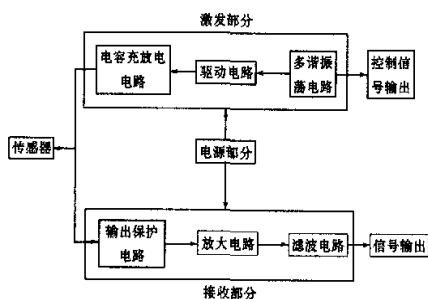 激发部分
电容充放电
电路
驱动电路
多谐振
荡电路
控制信
号输出
传感器
电源部分
输出保护
电路
放大电路
滤波电路
信号输出
接收部分